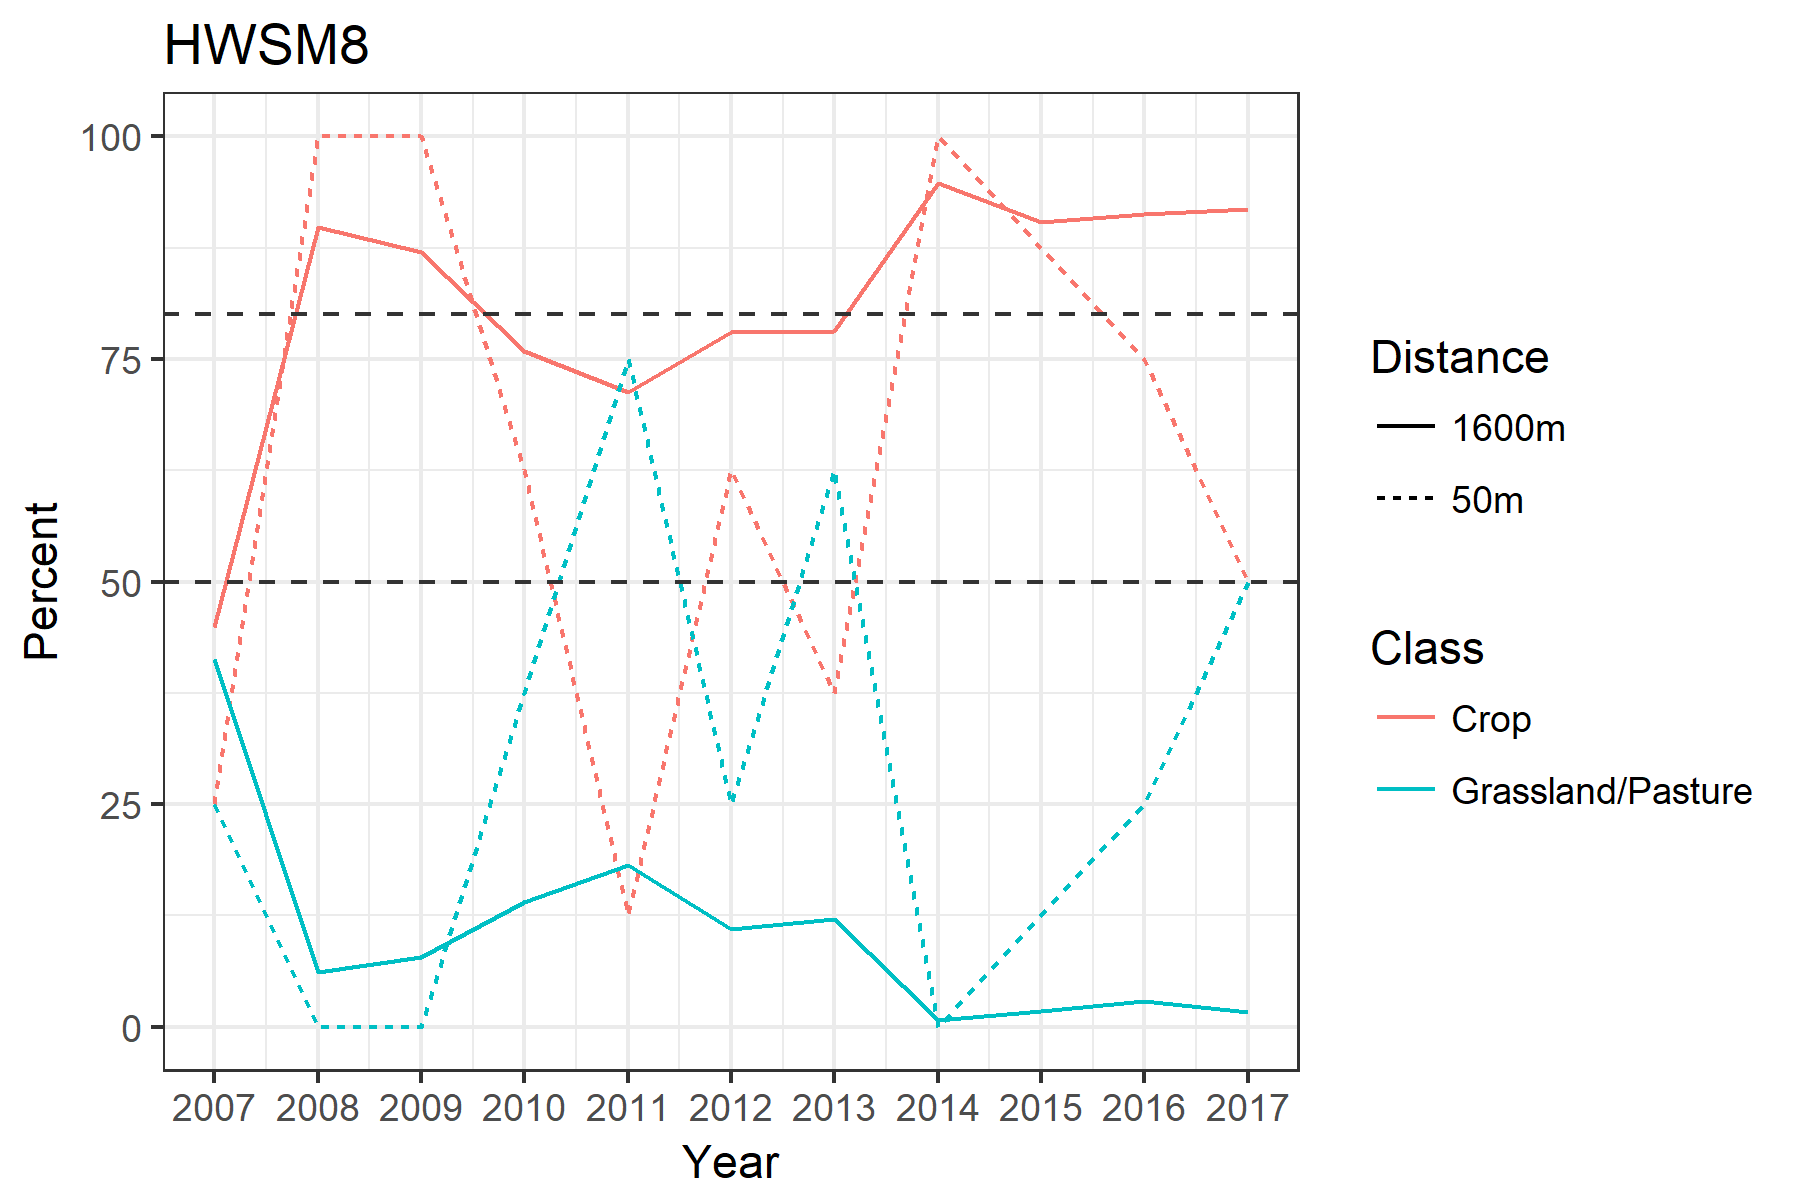 HWSM8
100
75
50
25
0
Percent
2007 2008 2009 2010 2011 2012 2013 2014 2015 2016 2017
Year
Distance
1600m
50m
Class
Crop
Grassland/Pasture